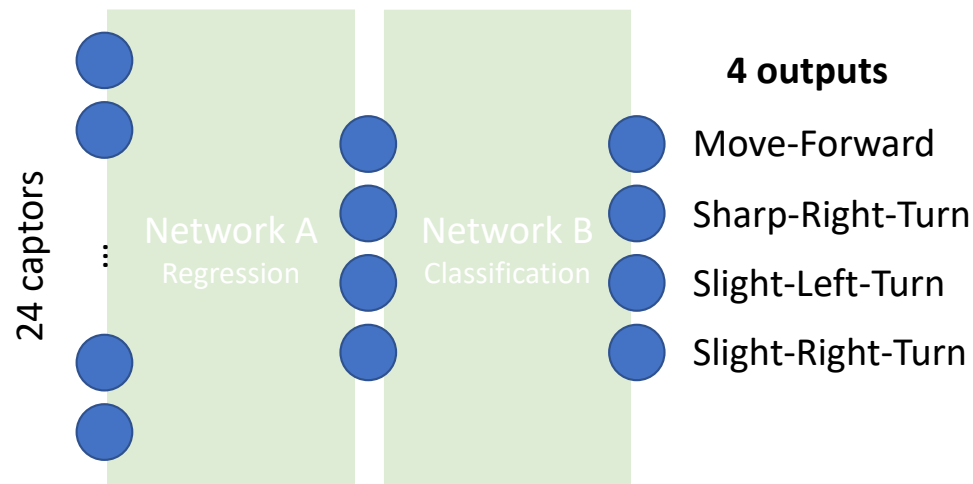 24 captors
...
Network A
Regression
Network B
Classification
4 outputs
Move-Forward
Sharp-Right-Turn
Slight-Left-Turn
Slight-Right-Turn